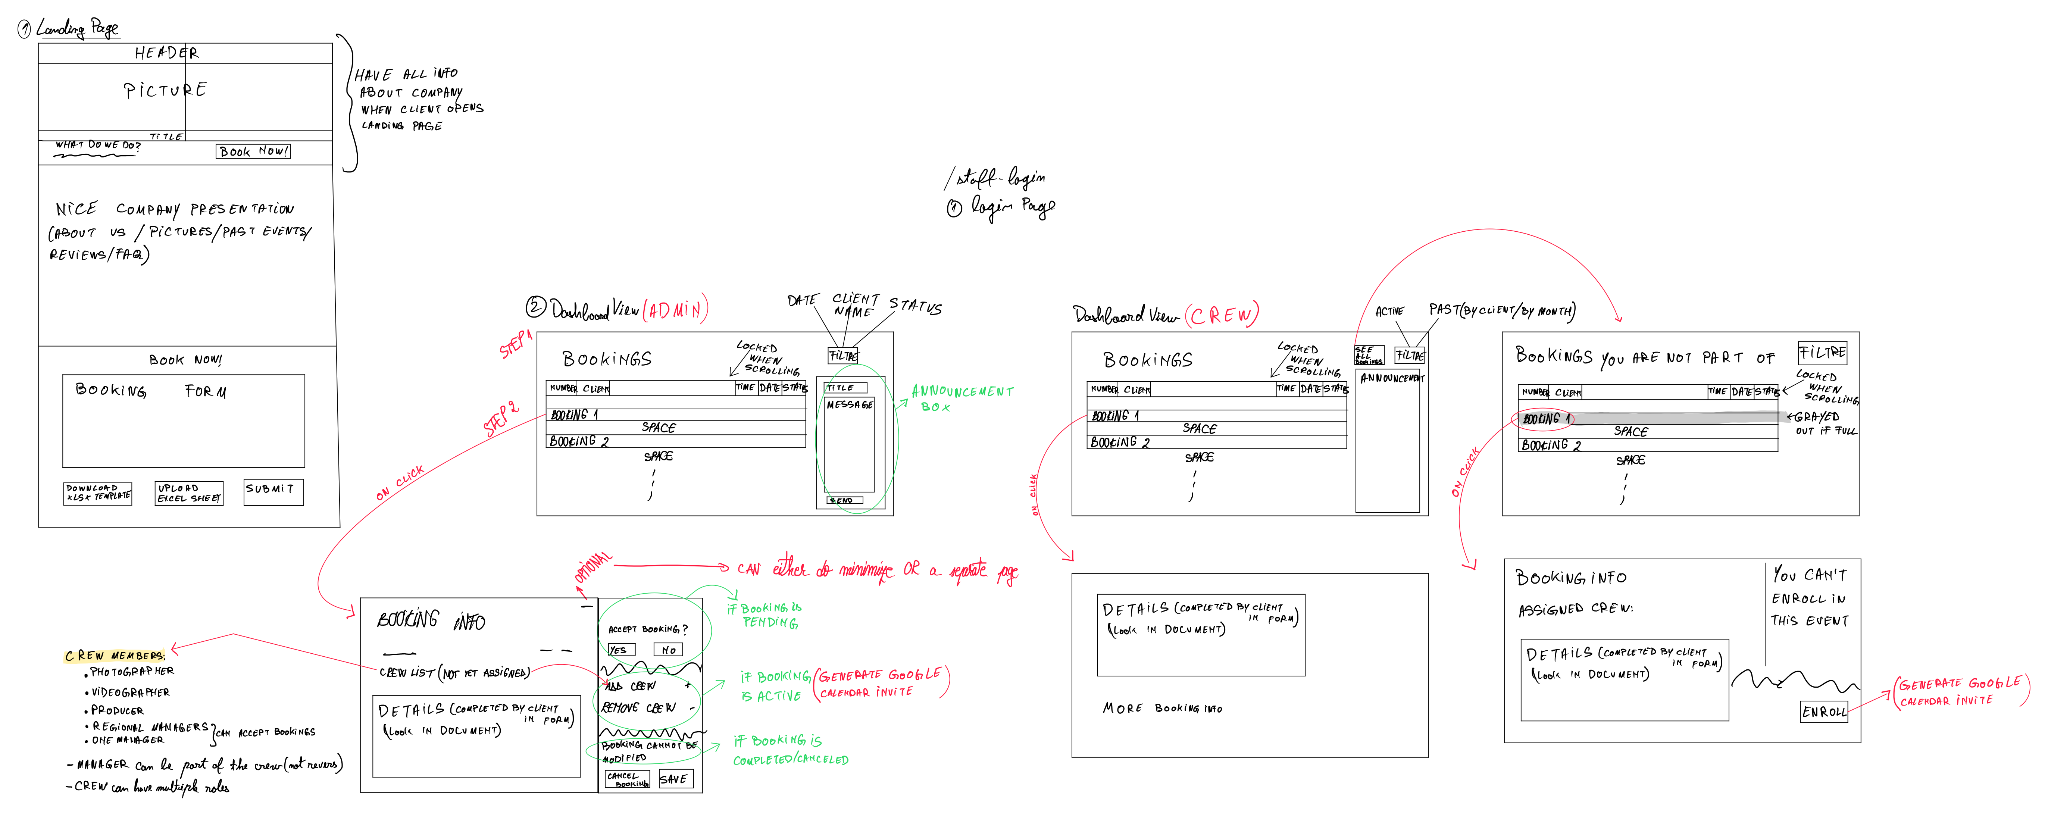 ① Landing Page
HEADER
PICTURE
TITLE
WHAT DO WE DO?
BOOK NOW!
HAVE ALL INFO
ABOUT COMPANY
WHEN CLIENT OPENS
LANDING PAGE
NICE COMPANY PRESENTATION
(ABOUT US / PICTURES/PAST EVENTS/
REVIEWS/FAQ)
BOOK NOW!
BOOKING FORM
DOWNLOAD
XLSX TEMPLATE
UPLOAD
EXCEL SHEET
SUBMIT
/staff-login
① login Page
② Dashboard View (ADMIN)
DATE
CLIENT
NAME
STATUS
STEP 1
BOOKINGS
LOCKED
WHEN
SCROLLING
FILTRE
NUMBER CLIENT TIME DATE STATUS
STEP 2
BOOKING 1
SPACE
BOOKING 2
SPACE
TITLE
MESSAGE
SEND
ANNOUNCEMENT
BOX
ON CLICK
Dashboard View (CREW)
ACTIVE
PAST(BY CLIENT/BY MONTH)
BOOKINGS
LOCKED
WHEN
SCROLLING
SEE
ALL
BOOKINGS
FILTRE
NUMBER CLIENT TIME DATE STATUS
BOOKING 1
SPACE
BOOKING 2
SPACE
ANNOUNCEMENT
ON CLICK
BOOKINGS YOU ARE NOT PART OF
FILTRE
NUMBER CLIENT TIME DATE STATUS
LOCKED
WHEN
SCROLLING
BOOKING 1
SPACE
BOOKING 2
SPACE
GRAYED
OUT IF FULL
ON CLICK
OPTIONAL
CAN either do minimize OR a separate page
BOOKING INFO
CREW LIST (NOT YET ASSIGNED)
DETAILS (COMPLETED BY CLIENT
IN FORM)
(LOOK IN DOCUMENT)
ACCEPT BOOKING?
YES
NO
ADD CREW +
REMOVE CREW -
BOOKING CANNOT BE
MODIFIED
CANCEL
BOOKING
SAVE
IF BOOKING IS
PENDING
IF BOOKING
IS ACTIVE
(GENERATE GOOGLE
CALENDAR INVITE)
IF BOOKING IS
COMPLETED/CANCELED
CREW MEMBERS:
• PHOTOGRAPHER
• VIDEOGRAPHER
• PRODUCER
• REGIONAL MANAGERS
• ONE MANAGER
CAN ACCEPT BOOKINGS
- MANAGER can be part of the crew (not revers)
- CREW can have multiple roles
DETAILS (COMPLETED BY CLIENT
IN FORM)
(LOOK IN DOCUMENT)
MORE BOOKING INFO
BOOKING INFO
ASSIGNED CREW:
DETAILS (COMPLETED BY CLIENT
IN FORM)
(LOOK IN DOCUMENT)
YOU CAN'T
ENROLL IN
THIS EVENT
ENROLL
(GENERATE GOOGLE
CALENDAR INVITE)